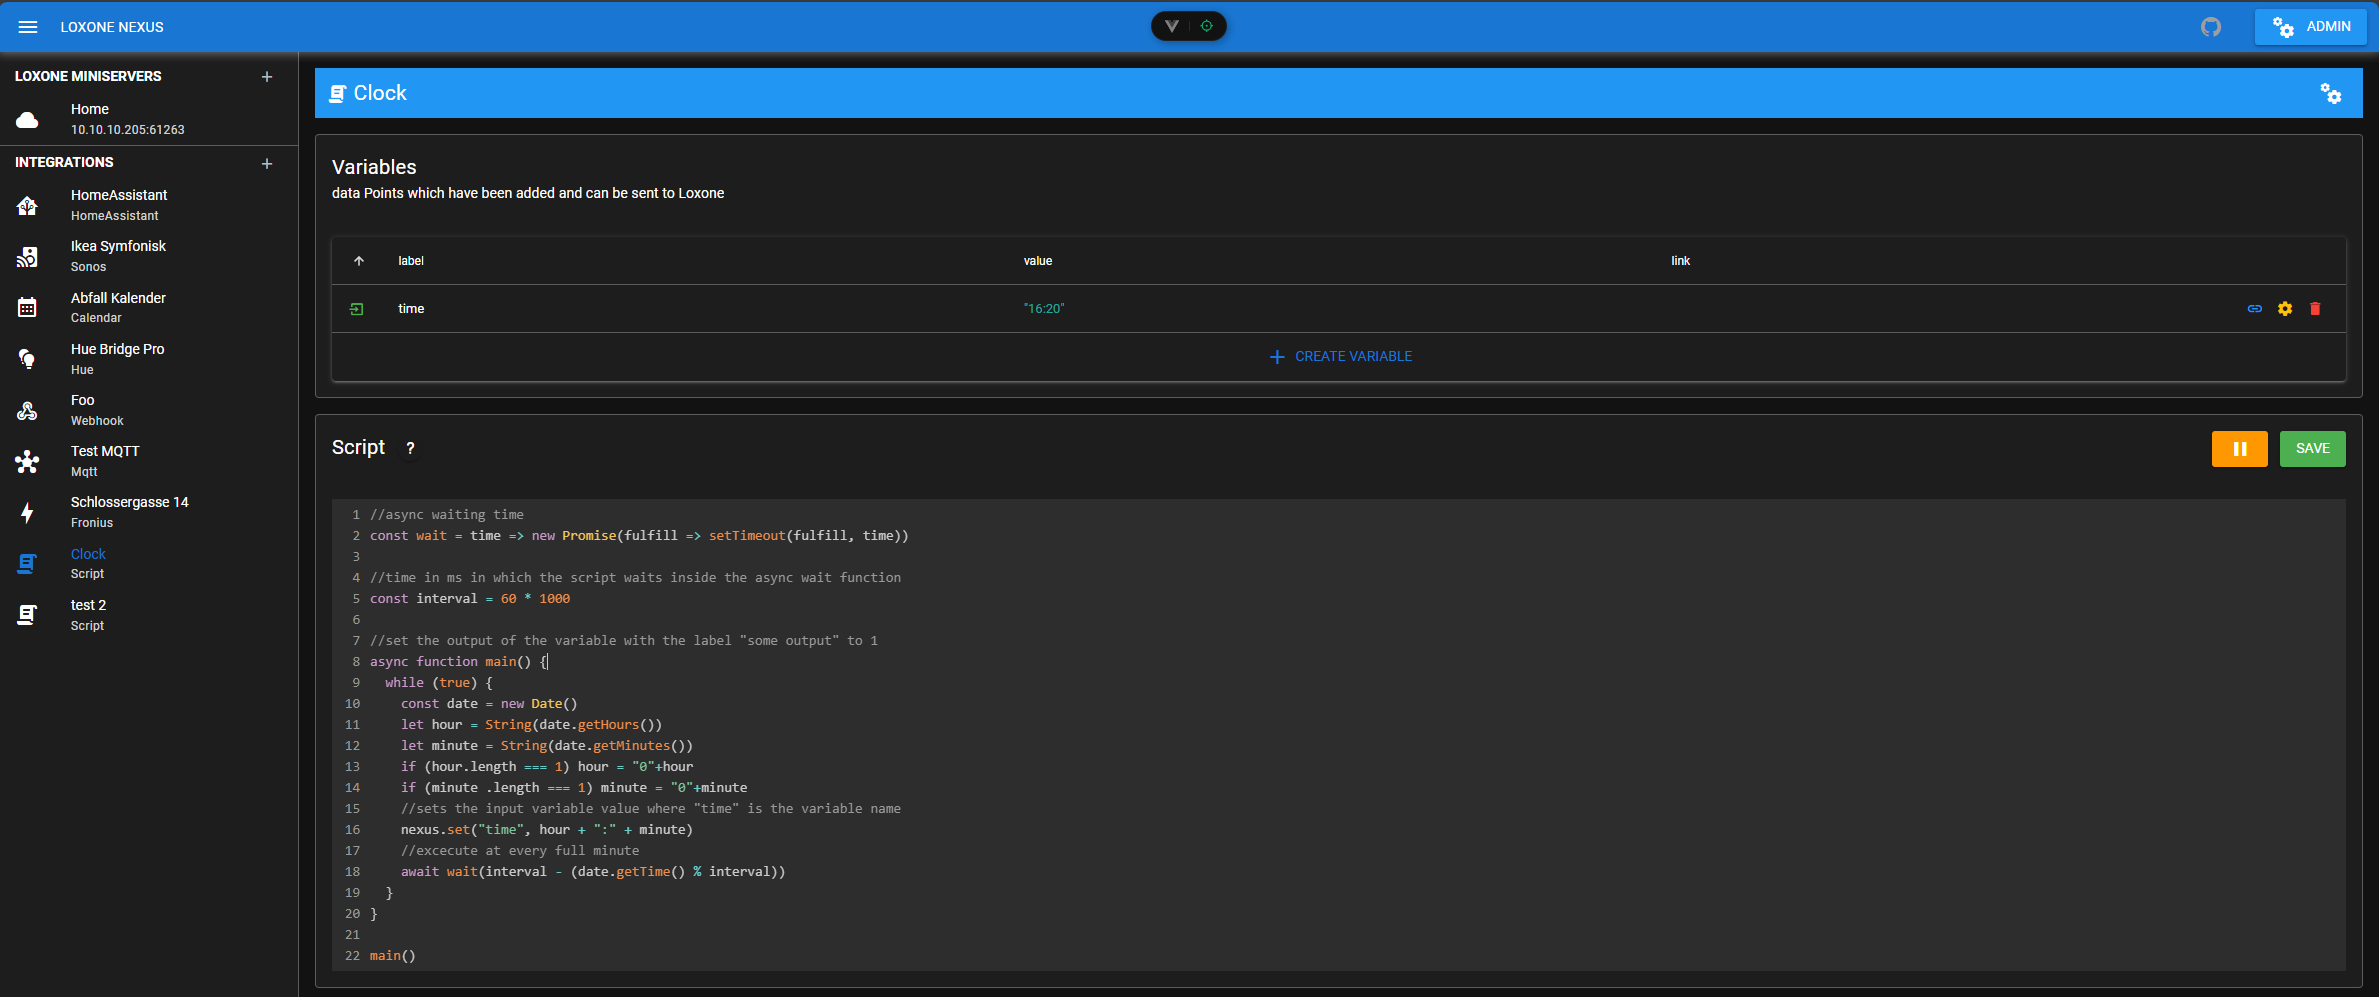 LOXONE NEXUS
ADMIN
LOXONE MINISERVERS
Home
10.10.10.205:61263
INTEGRATIONS
HomeAssistant
HomeAssistant
Ikea Symfonisk
Sonos
Abfall Kalender
Calendar
Hue Bridge Pro
Hue
Foo
Webhook
Test MQTT
Mqtt
Schlossergasse 14
Fronius
Clock
Script
test 2
Script
Clock
Variables
data Points which have been added and can be sent to Loxone
label value link
time "16:20"
CREATE VARIABLE
Script ?
SAVE
1 //async waiting time
2 const wait = time => new Promise(fulfill => setTimeout(fulfill, time))
3
4 //time in ms in which the script waits inside the async wait function
5 const interval = 60 * 1000
6
7 //set the output of the variable with the label "some output" to 1
8 async function main() {
9   while (true) {
10     const date = new Date()
11     let hour = String(date.getHours())
12     let minute = String(date.getMinutes())
13     if (hour.length === 1) hour = "0"+hour
14     if (minute .length === 1) minute = "0"+minute
15     //sets the input variable value where "time" is the variable name
16     nexus.set("time", hour + ":" + minute)
17     //excecute at every full minute
18     await wait(interval - (date.getTime() % interval))
19   }
20 }
21
22 main()